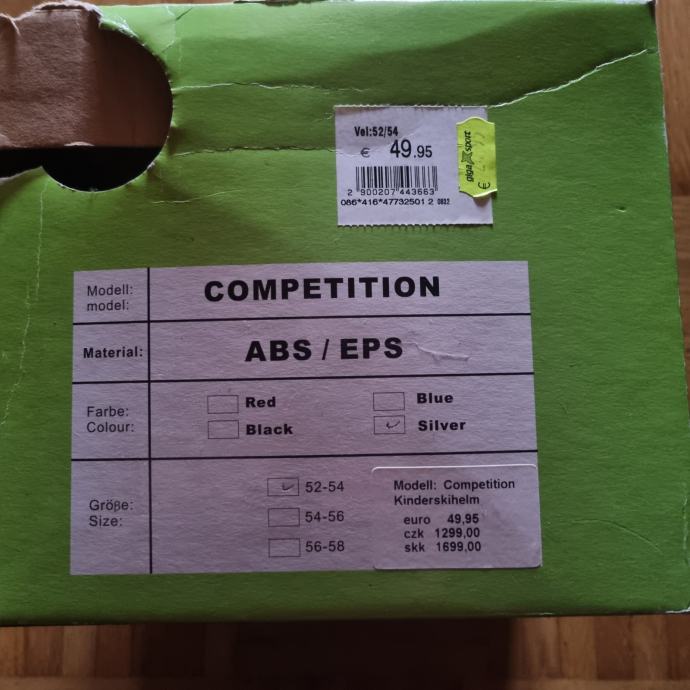 Vel:52/54
€ 49.95
2 900207 443663
086*416*47732501 2 0832
giga sport
€
Modell: COMPETITION
model:
Material: ABS / EPS
Farbe: Red Blue
Colour: Black Silver
Größe: 52-54
Size: 54-56
56-58
Modell: Competition
Kinderskihelm
euro 49,95
czk 1299,00
skk 1699,00